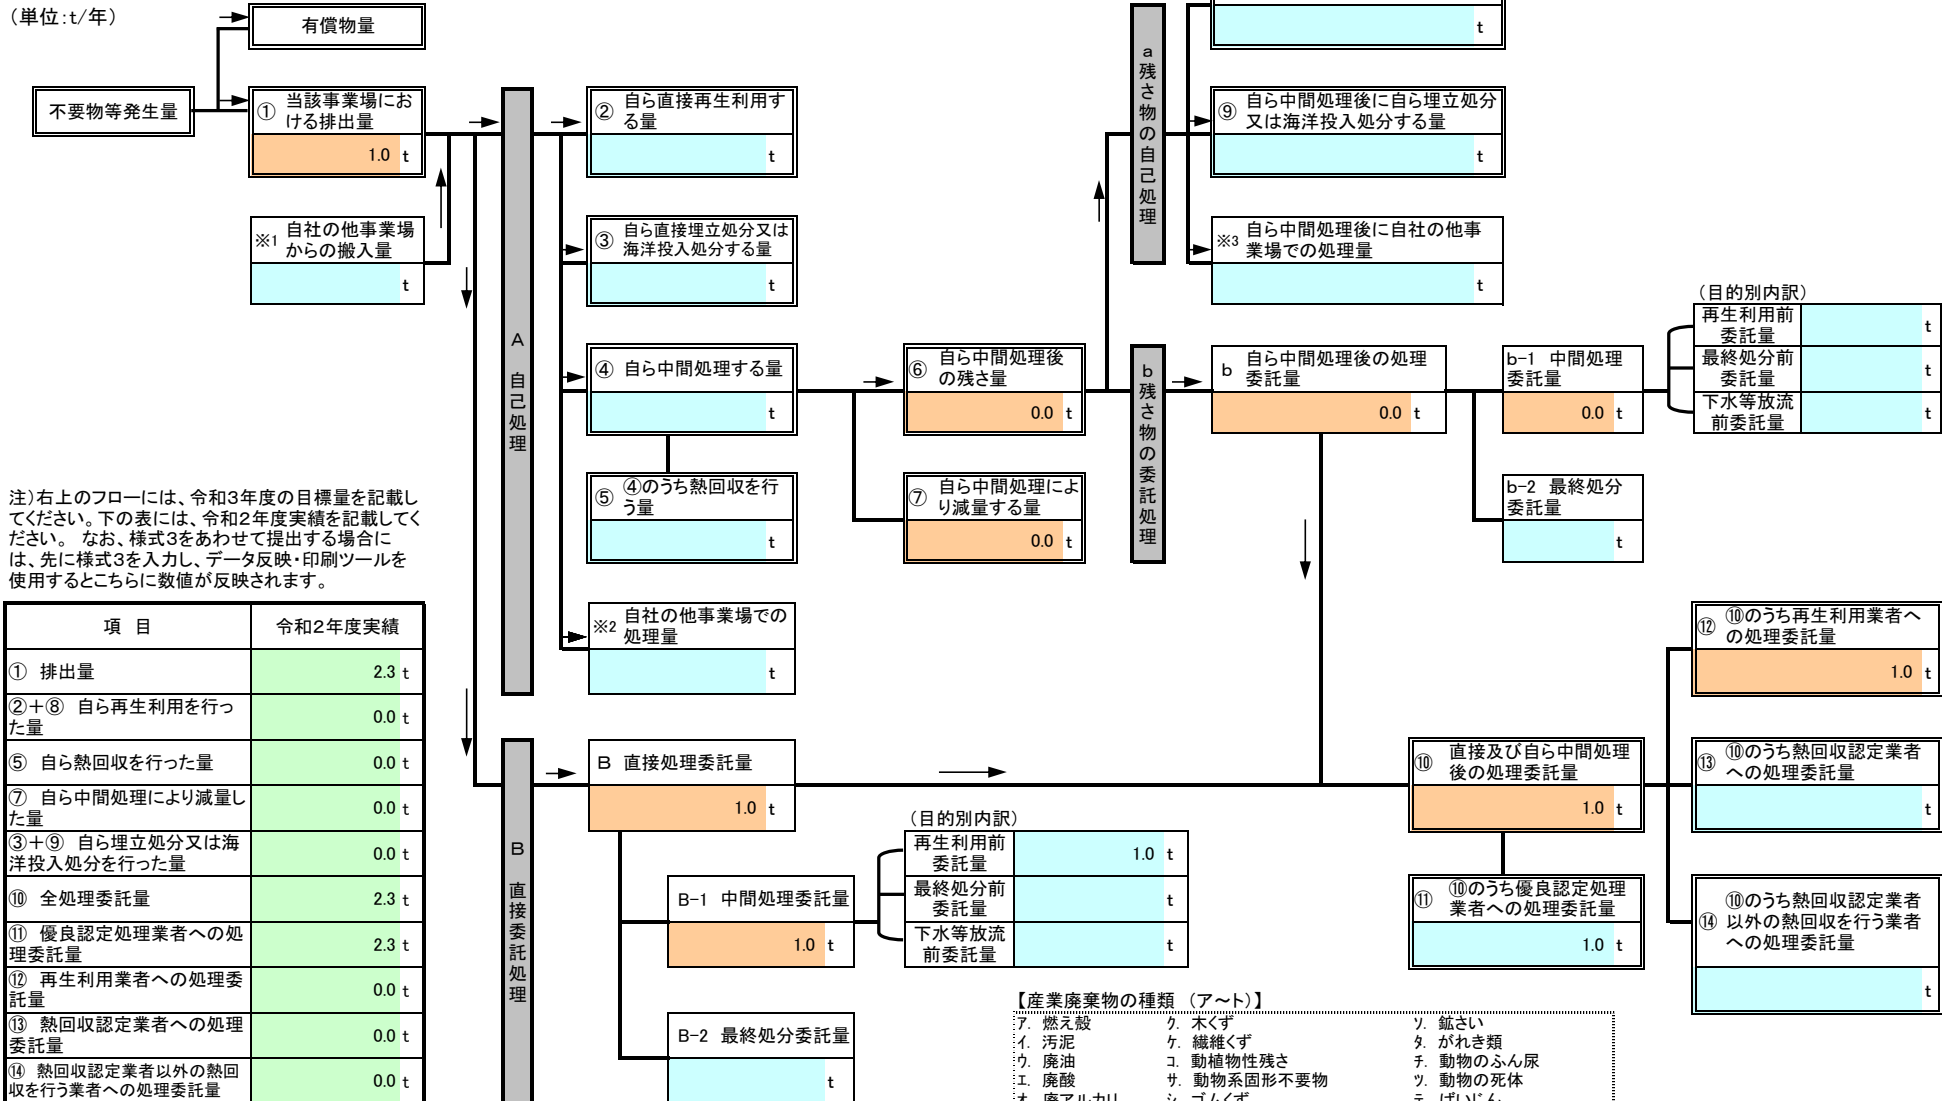 （単位：t/年）
有償物量
不要物等発生量
① 当該事業場にお
ける排出量
1.0 t
※1 自社の他事業場
からの搬入量
t
A 自己処理
② 自ら直接再生利用す
る量
t
③ 自ら直接埋立処分又は
海洋投入処分する量
t
④ 自ら中間処理する量
t
⑤ ④のうち熱回収を行
う量
t
※2 自社の他事業場での
処理量
t
⑥ 自ら中間処理後
の残さ量
0.0 t
⑦ 自ら中間処理によ
り減量する量
0.0 t
a 残さ物の自己処理
t
⑨ 自ら中間処理後に自ら埋立処分
又は海洋投入処分する量
t
※3 自ら中間処理後に自社の他事
業場での処理量
t
b 残さ物の委託処理
b 自ら中間処理後の処理
委託量
0.0 t
b-1 中間処理
委託量
0.0 t
（目的別内訳）
再生利用前
委託量
t
最終処分前
委託量
t
下水等放流
前委託量
t
b-2 最終処分
委託量
t
注）右上のフローには、令和３年度の目標量を記載し
てください。下の表には、令和２年度実績を記載してく
ださい。 なお、様式３をあわせて提出する場合に
は、先に様式３を入力し、データ反映・印刷ツールを
使用するとこちらに数値が反映されます。
項 目 令和２年度実績
① 排出量 2.3 t
②＋⑧ 自ら再生利用を行っ
た量 0.0 t
⑤ 自ら熱回収を行った量 0.0 t
⑦ 自ら中間処理により減量し
た量 0.0 t
③＋⑨ 自ら埋立処分又は海
洋投入処分を行った量 0.0 t
⑩ 全処理委託量 2.3 t
⑪ 優良認定処理業者への処
理委託量 2.3 t
⑫ 再生利用業者への処理委
託量 0.0 t
⑬ 熱回収認定業者への処理
委託量 0.0 t
⑭ 熱回収認定業者以外の熱回
収を行う業者への処理委託量 0.0 t
B 直接委託処理
B 直接処理委託量
1.0 t
B-1 中間処理委託量
1.0 t
（目的別内訳）
再生利用前
委託量
1.0 t
最終処分前
委託量
t
下水等放流
前委託量
t
B-2 最終処分委託量
t
⑩ 直接及び自ら中間処理
後の処理委託量
1.0 t
⑪ ⑩のうち優良認定処理
業者への処理委託量
1.0 t
⑫ ⑩のうち再生利用業者へ
の処理委託量
1.0 t
⑬ ⑩のうち熱回収認定業者
への処理委託量
t
⑭ ⑩のうち熱回収認定業者
以外の熱回収を行う業者
への処理委託量
t
【産業廃棄物の種類 （ア～ト）】
ア. 燃え殻 ク. 木くず ソ. 鉱さい
イ. 汚泥 ケ. 繊維くず タ. がれき類
ウ. 廃油 コ. 動植物性残さ チ. 動物のふん尿
エ. 廃酸 サ. 動物系固形不要物 ツ. 動物の死体
オ. 廃アルカリ シ. ゴムくず テ. ばいじん